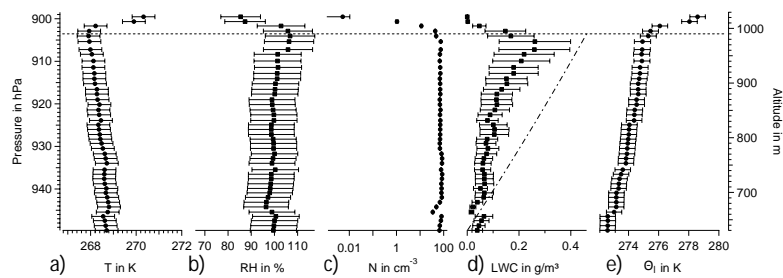 Pressure in hPa
900
910
920
930
940
268
270
272
a)
T in K
70
80
90
100
110
b)
RH in %
0.01
1
100
c)
N in cm⁻³
0.0
0.2
0.4
d)
LWC in g/m³
274
276
278
280
e)
Θl in K
1000
900
800
700
Altitude in m